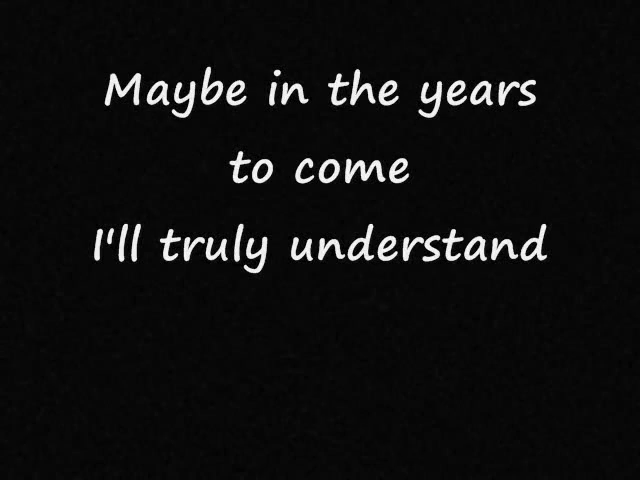 Maybe in the years
to come
I'll truly understand